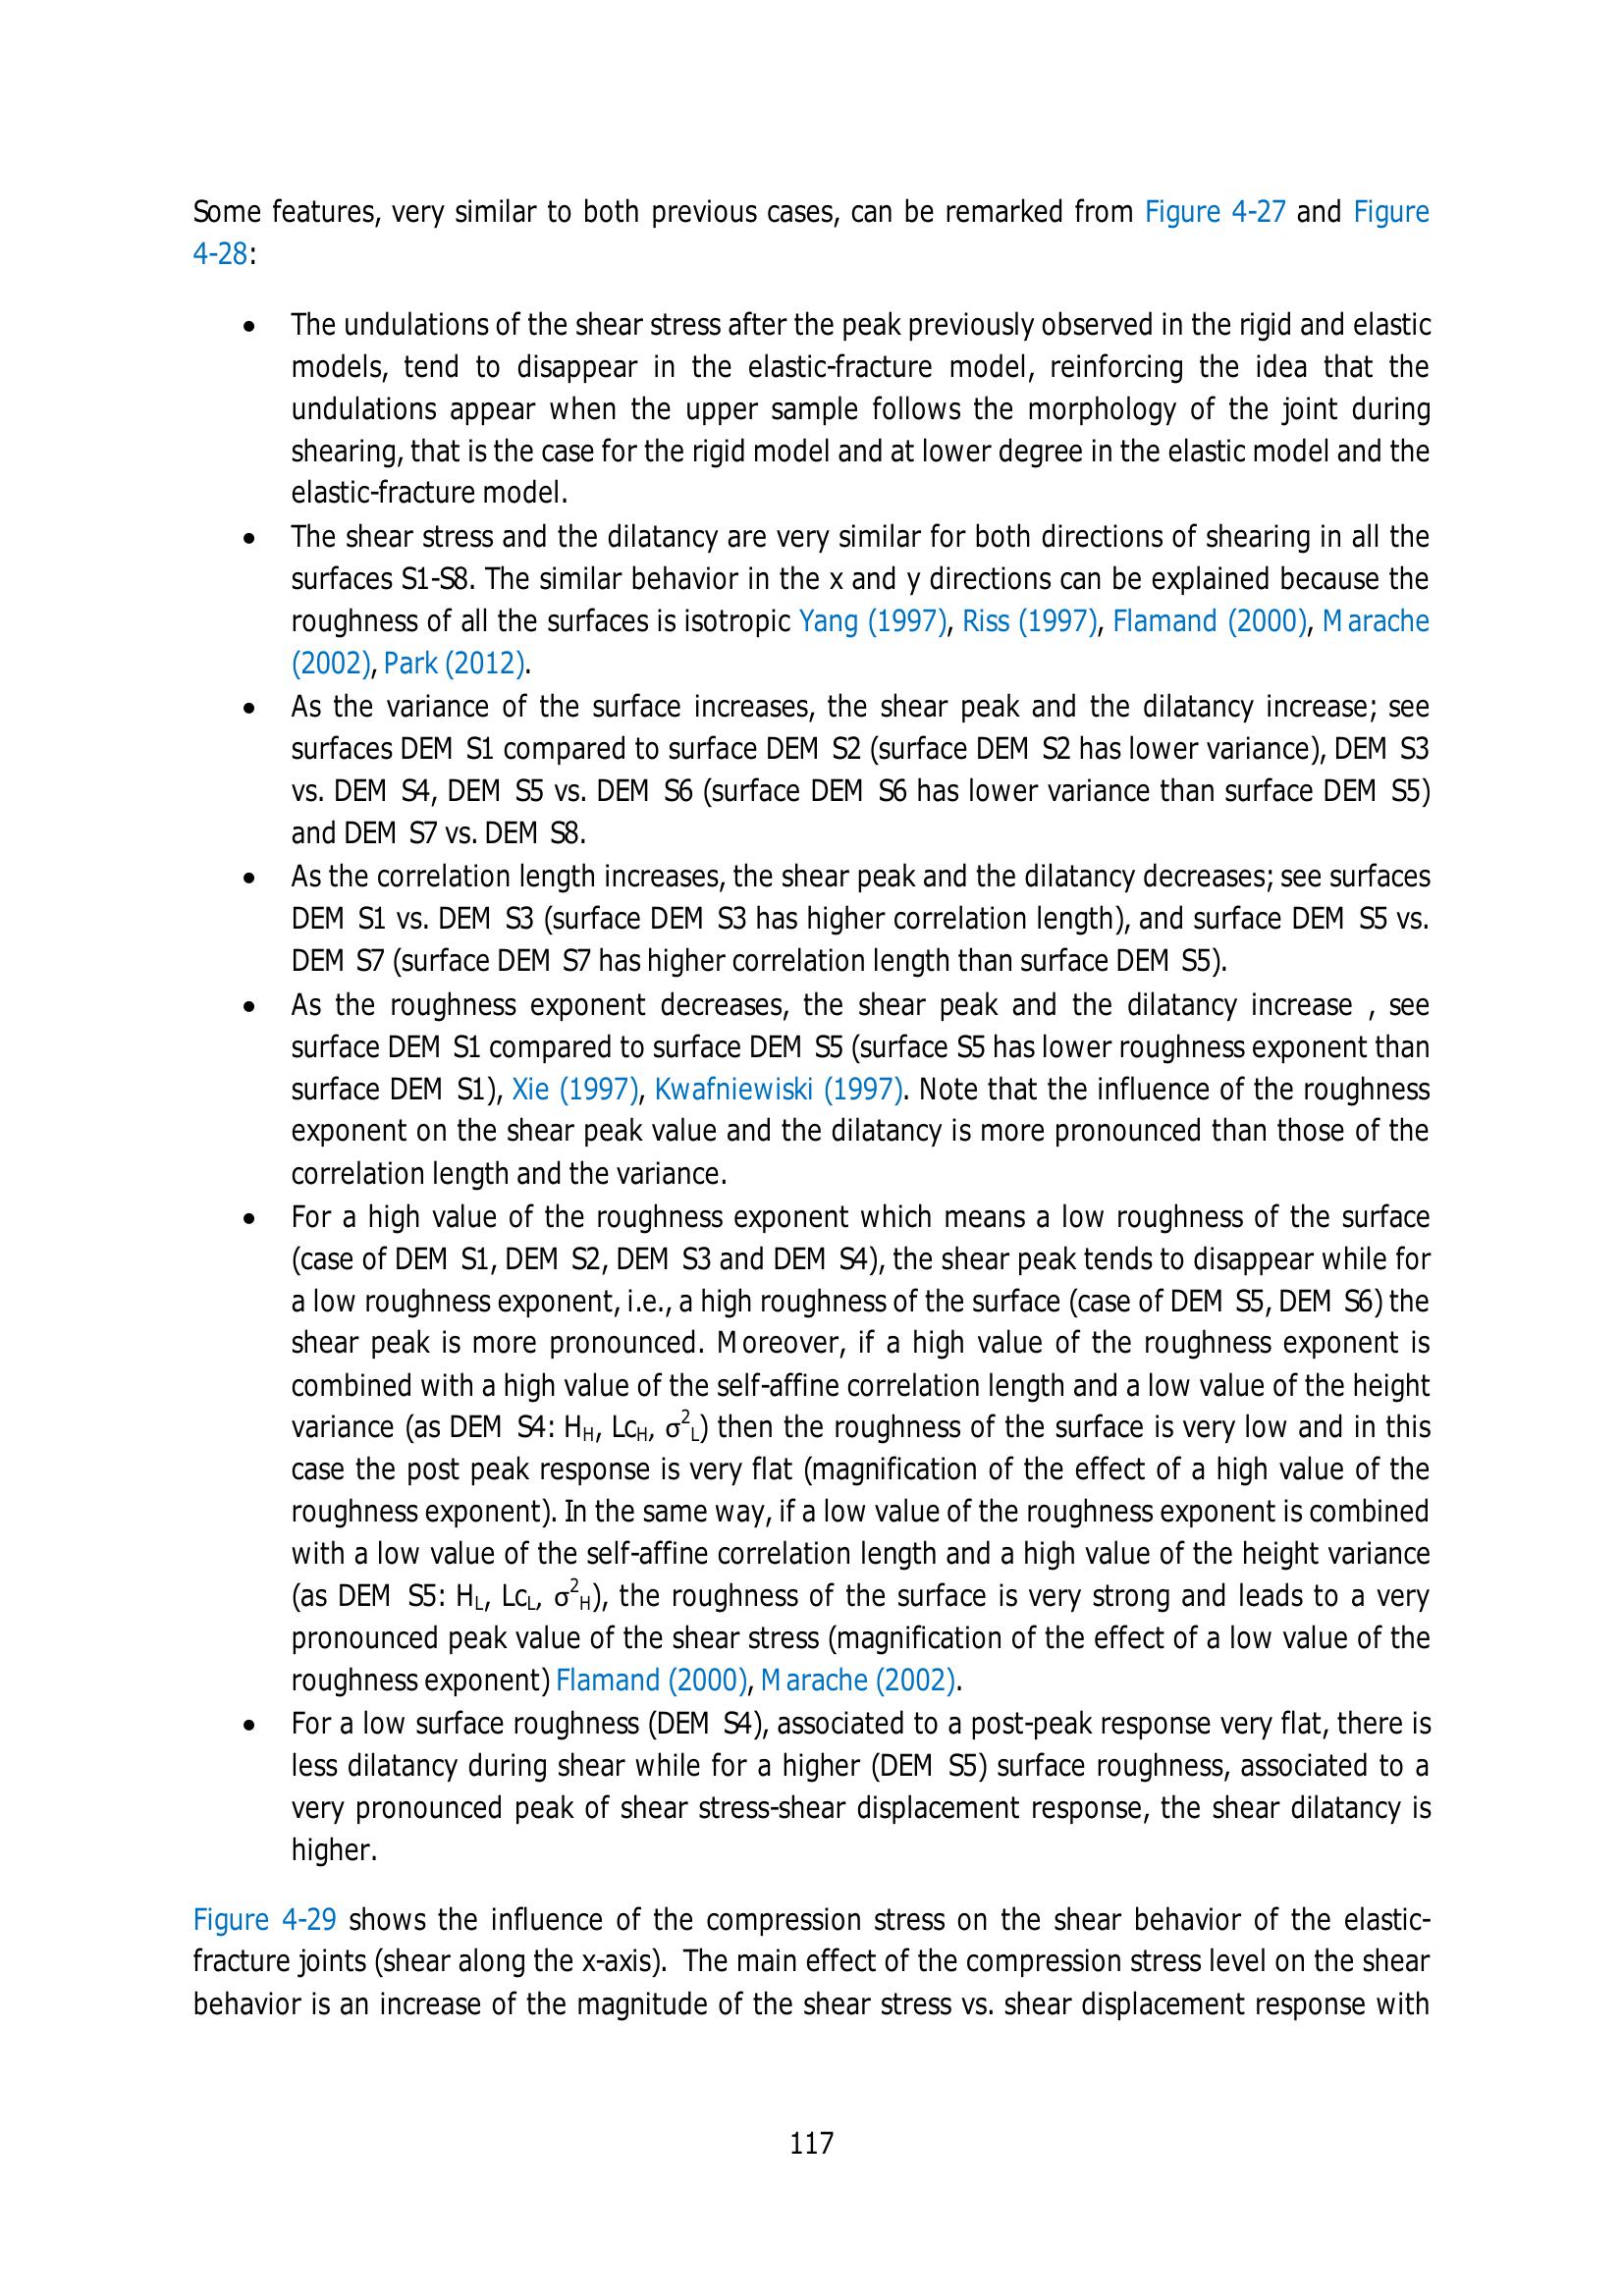 Some features, very similar to both previous cases, can be remarked from Figure 4-27 and Figure
4-28:
• The undulations of the shear stress after the peak previously observed in the rigid and elastic
models, tend to disappear in the elastic-fracture model, reinforcing the idea that the
undulations appear when the upper sample follows the morphology of the joint during
shearing, that is the case for the rigid model and at lower degree in the elastic model and the
elastic-fracture model.
• The shear stress and the dilatancy are very similar for both directions of shearing in all the
surfaces S1-S8. The similar behavior in the x and y directions can be explained because the
roughness of all the surfaces is isotropic Yang (1997), Riss (1997), Flamand (2000), Marache
(2002), Park (2012).
• As the variance of the surface increases, the shear peak and the dilatancy increase; see
surfaces DEM S1 compared to surface DEM S2 (surface DEM S2 has lower variance), DEM S3
vs. DEM S4, DEM S5 vs. DEM S6 (surface DEM S6 has lower variance than surface DEM S5)
and DEM S7 vs. DEM S8.
• As the correlation length increases, the shear peak and the dilatancy decreases; see surfaces
DEM S1 vs. DEM S3 (surface DEM S3 has higher correlation length), and surface DEM S5 vs.
DEM S7 (surface DEM S7 has higher correlation length than surface DEM S5).
• As the roughness exponent decreases, the shear peak and the dilatancy increase , see
surface DEM S1 compared to surface DEM S5 (surface S5 has lower roughness exponent than
surface DEM S1), Xie (1997), Kwafniewiski (1997). Note that the influence of the roughness
exponent on the shear peak value and the dilatancy is more pronounced than those of the
correlation length and the variance.
• For a high value of the roughness exponent which means a low roughness of the surface
(case of DEM S1, DEM S2, DEM S3 and DEM S4), the shear peak tends to disappear while for
a low roughness exponent, i.e., a high roughness of the surface (case of DEM S5, DEM S6) the
shear peak is more pronounced. Moreover, if a high value of the roughness exponent is
combined with a high value of the self-affine correlation length and a low value of the height
variance (as DEM S4: H_H, Lc_H, σ²_L) then the roughness of the surface is very low and in this
case the post peak response is very flat (magnification of the effect of a high value of the
roughness exponent). In the same way, if a low value of the roughness exponent is combined
with a low value of the self-affine correlation length and a high value of the height variance
(as DEM S5: H_L, Lc_L, σ²_H), the roughness of the surface is very strong and leads to a very
pronounced peak value of the shear stress (magnification of the effect of a low value of the
roughness exponent) Flamand (2000), Marache (2002).
• For a low surface roughness (DEM S4), associated to a post-peak response very flat, there is
less dilatancy during shear while for a higher (DEM S5) surface roughness, associated to a
very pronounced peak of shear stress-shear displacement response, the shear dilatancy is
higher.
Figure 4-29 shows the influence of the compression stress on the shear behavior of the elastic-
fracture joints (shear along the x-axis). The main effect of the compression stress level on the shear
behavior is an increase of the magnitude of the shear stress vs. shear displacement response with
117